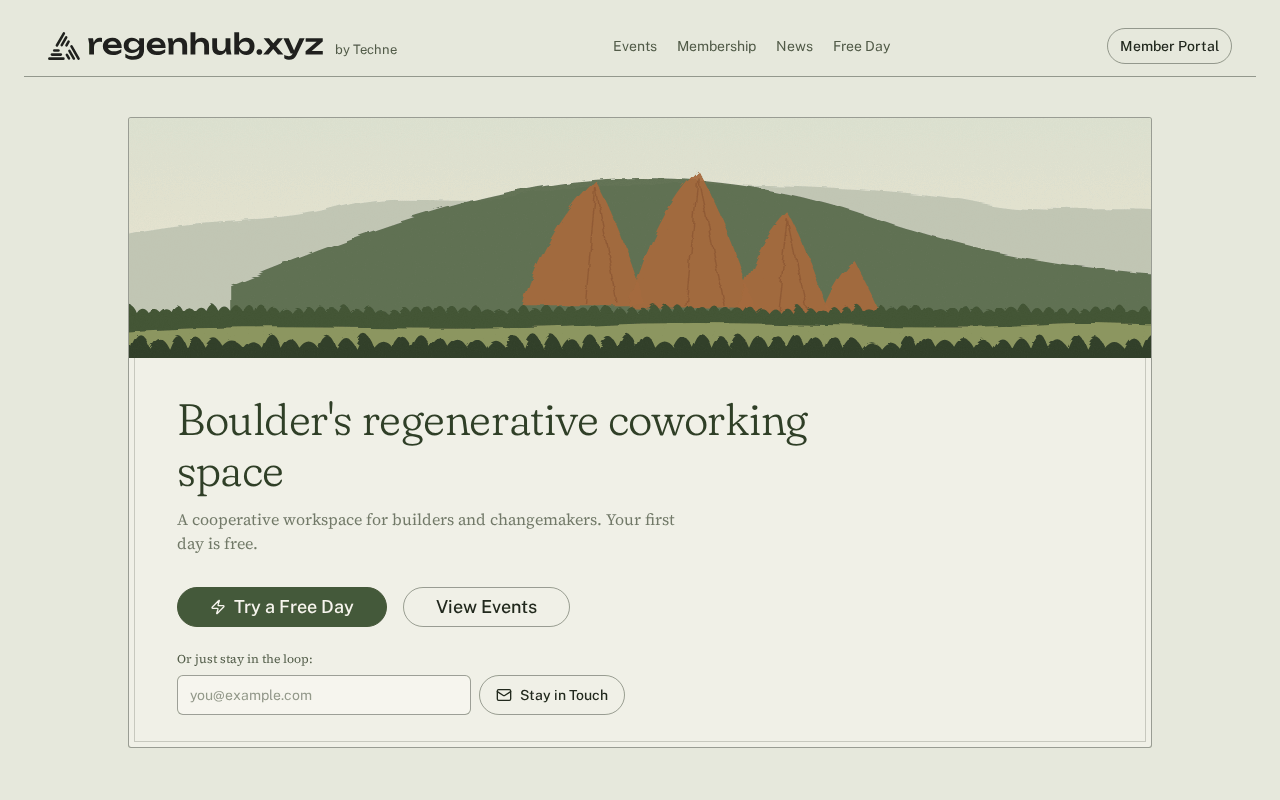 regenhub.xyz by Techne
Events Membership News Free Day
Member Portal
Boulder's regenerative coworking
space
A cooperative workspace for builders and changemakers. Your first
day is free.
Try a Free Day
View Events
Or just stay in the loop:
you@example.com
Stay in Touch